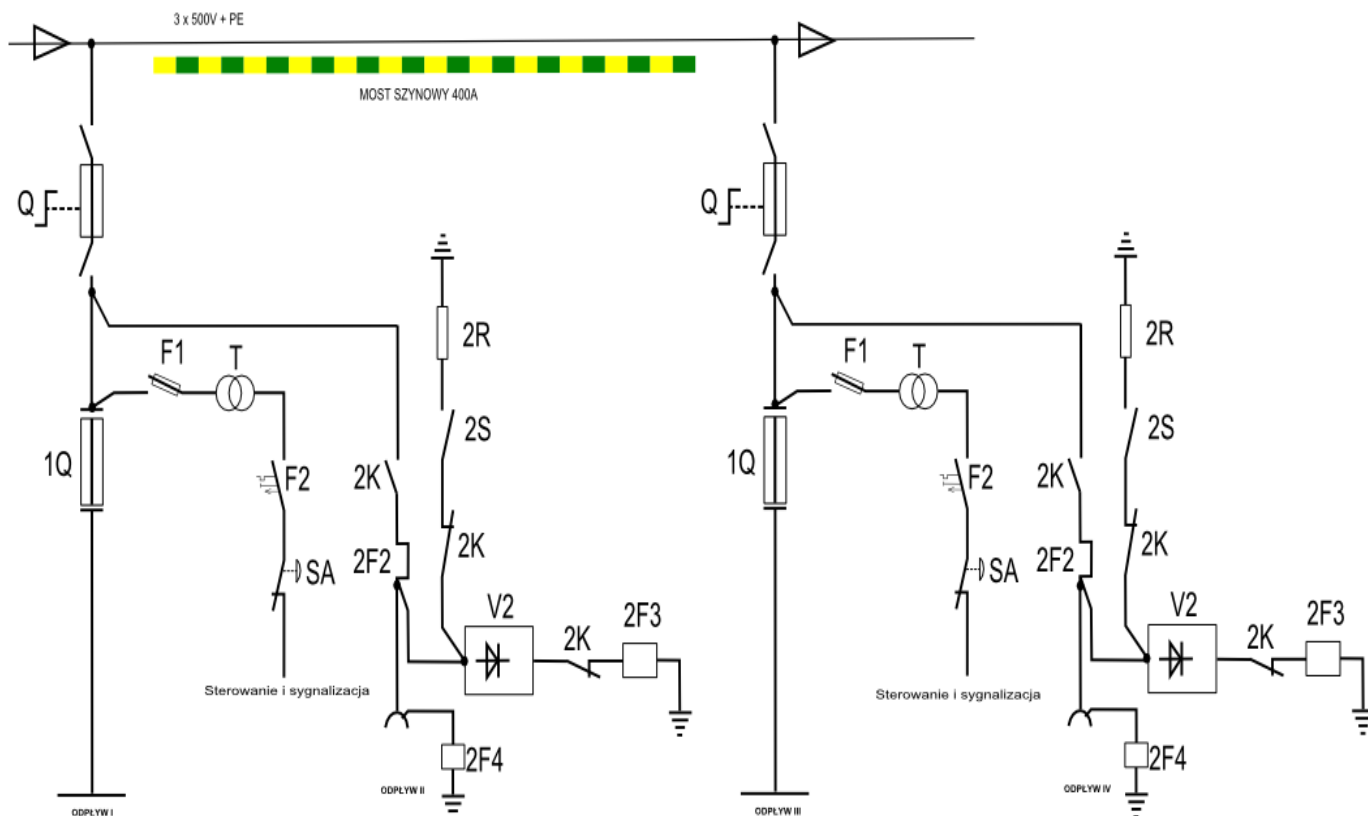 3 x 500V + PE
MOST SZYNOWY 400A
Q
Q
2R
2R
F1
T
F1
T
2S
2S
1Q
F2
2K
1Q
F2
2K
2K
2K
2F2
2F2
SA
SA
V2
2K
2F3
V2
2K
2F3
Sterowanie i sygnalizacja
Sterowanie i sygnalizacja
2F4
2F4
ODPŁYW I
ODPŁYW II
ODPŁYW III
ODPŁYW IV